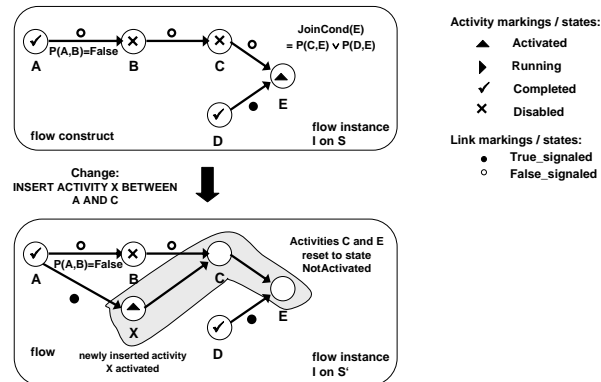 JoinCond(E)
= P(C,E) ∨ P(D,E)
P(A,B)=False
A
B
C
E
D
flow construct
flow instance
I on S
Activity markings / states:
Activated
Running
Completed
Disabled
Link markings / states:
True_signaled
False_signaled
Change:
INSERT ACTIVITY X BETWEEN
A AND C
Activities C and E
reset to state
NotActivated
A
P(A,B)=False
B
C
E
X
D
flow
newly inserted activity
X activated
flow instance
I on S'